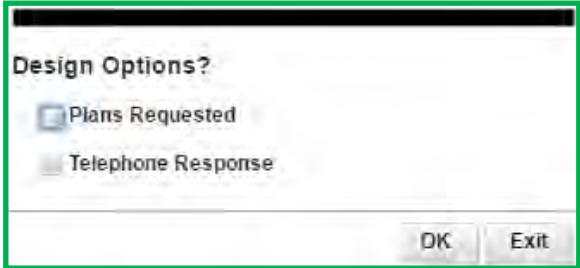 Design Options?
Plans Requested
Telephone Response
OK Exit